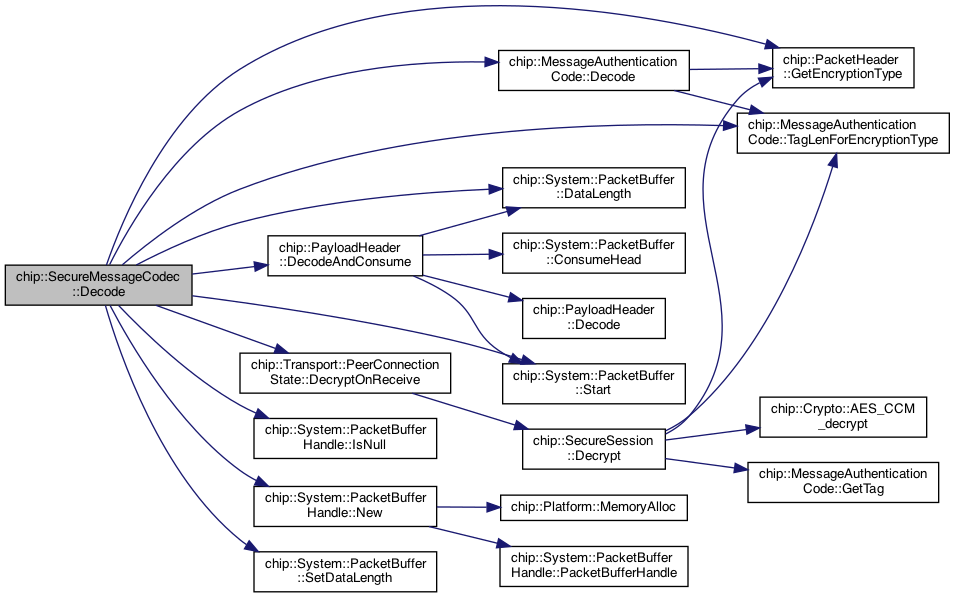 chip::SecureMessageCodec
::Decode
chip::PayloadHeader
::DecodeAndConsume
chip::Transport::PeerConnection
State::DecryptOnReceive
chip::System::PacketBuffer
Handle::IsNull
chip::System::PacketBuffer
Handle::New
chip::System::PacketBuffer
::SetDataLength
chip::MessageAuthentication
Code::Decode
chip::System::PacketBuffer
::DataLength
chip::System::PacketBuffer
::ConsumeHead
chip::PayloadHeader
::Decode
chip::System::PacketBuffer
::Start
chip::SecureSession
::Decrypt
chip::Platform::MemoryAlloc
chip::System::PacketBuffer
Handle::PacketBufferHandle
chip::PacketHeader
::GetEncryptionType
chip::MessageAuthentication
Code::TagLenForEncryptionType
chip::Crypto::AES_CCM
_decrypt
chip::MessageAuthentication
Code::GetTag